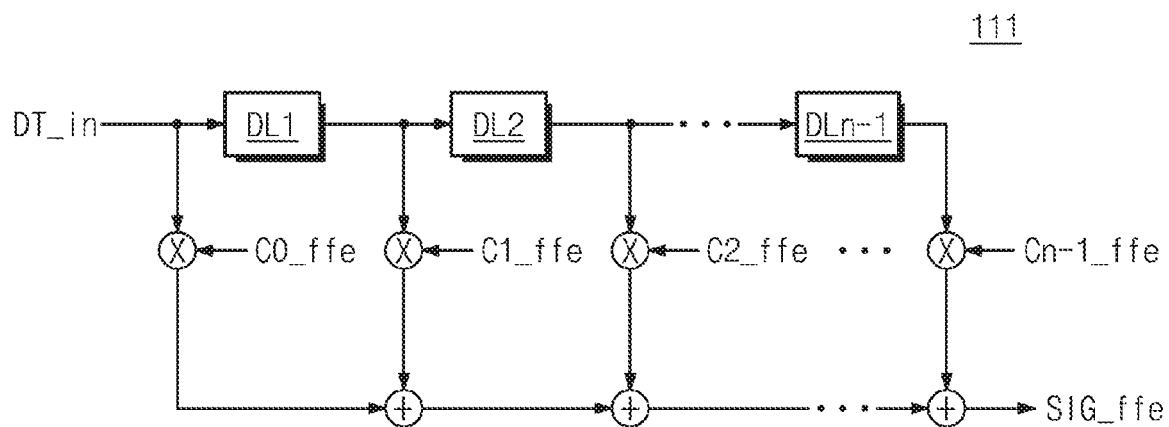 111
DT_in DL1 DL2 ··· DLn-1
X C0_ffe X C1_ffe X C2_ffe ··· X Cn-1_ffe
+ + ··· + SIG_ffe